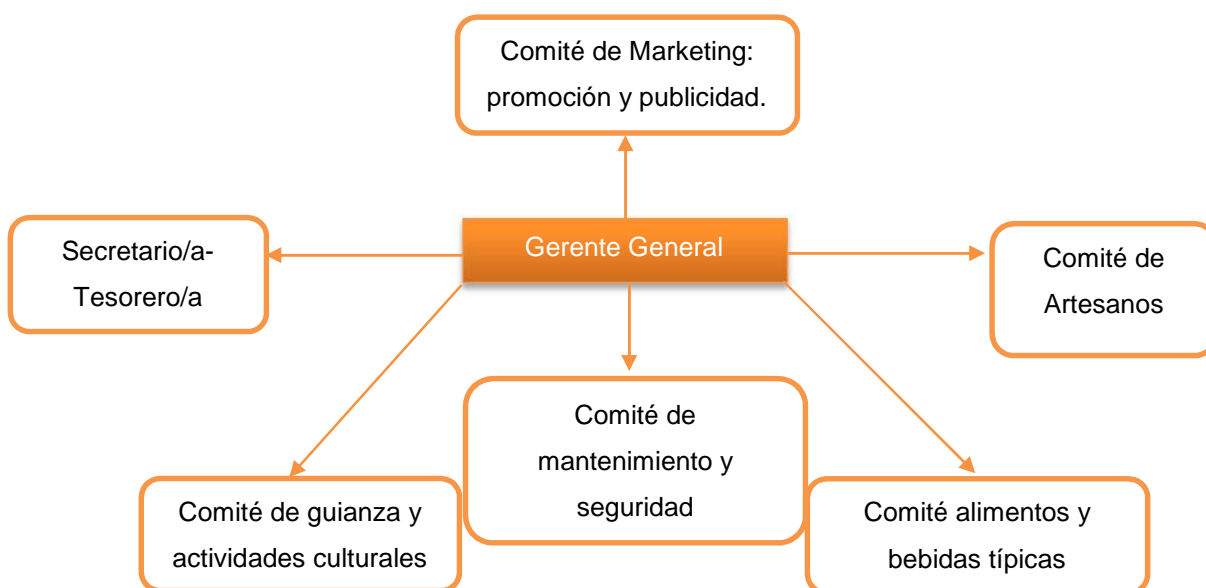 Comité de Marketing:
promoción y publicidad.
Secretario/a-
Tesorero/a
Gerente General
Comité de
Artesanos
Comité de guianza y
actividades culturales
Comité de
mantenimiento y
seguridad
Comité alimentos y
bebidas típicas